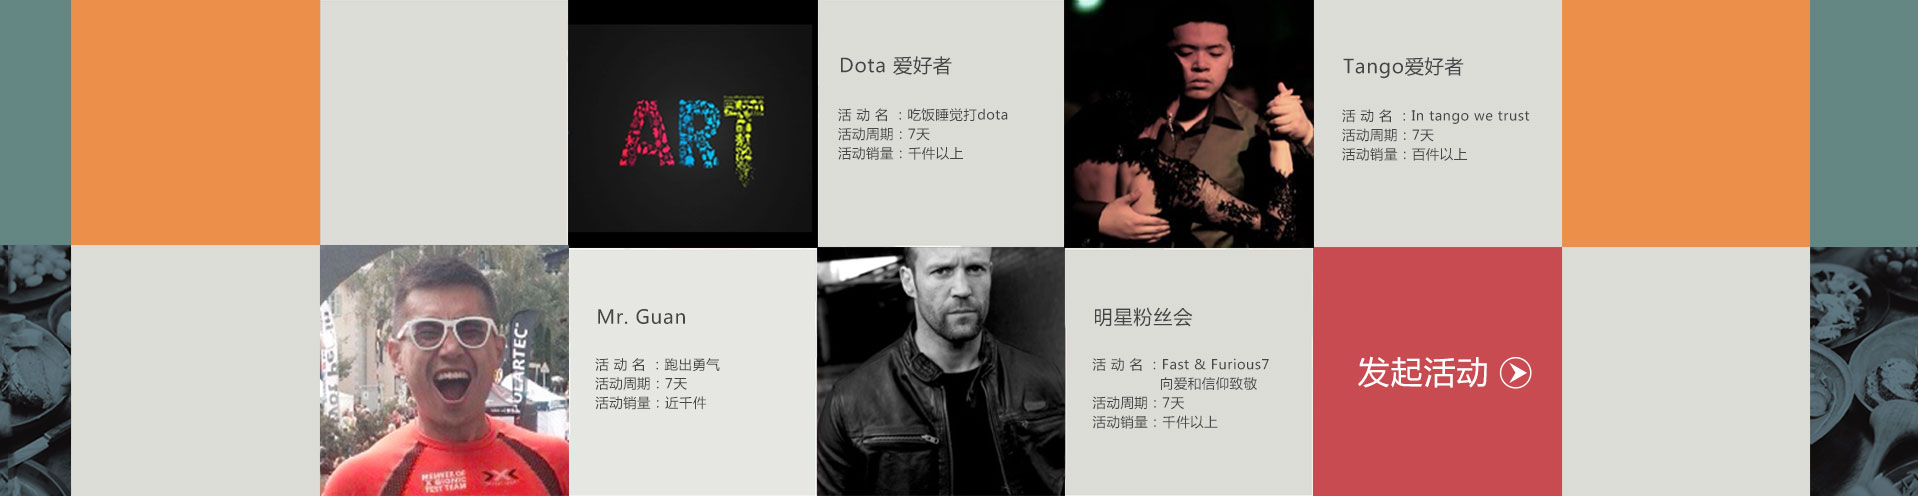 ART
Dota 爱好者
活 动 名 ：吃饭睡觉打dota
活动周期：7天
活动销量：千件以上
Tango爱好者
活 动 名 ：In tango we trust
活动周期：7天
活动销量：百件以上
Mr. Guan
活 动 名 ：跑出勇气
活动周期：7天
活动销量：近千件
明星粉丝会
活 动 名 ：Fast & Furious7
向爱和信仰致敬
活动周期：7天
活动销量：千件以上
发起活动
MEMBER OF
X BIONIC
TEST TEAM